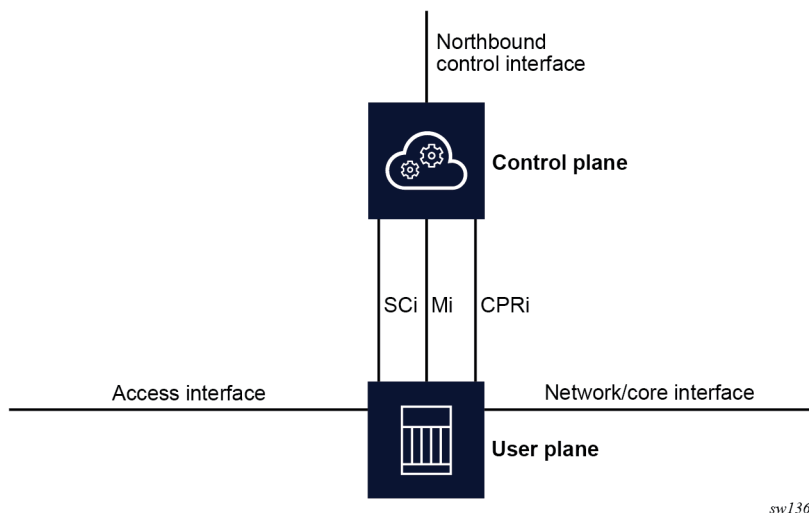 Northbound
control interface
Control plane
SCi
Mi
CPRi
Access interface
Network/core interface
User plane
sw136